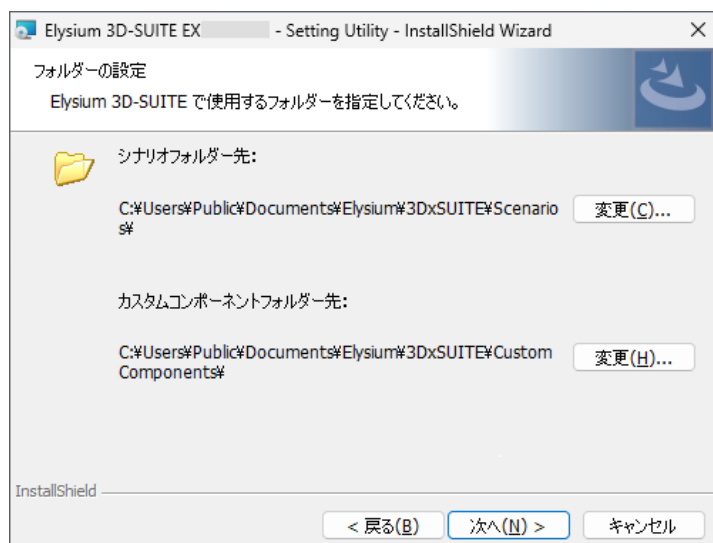 Elysium 3D-SUITE EX - Setting Utility - InstallShield Wizard
フォルダーの設定
Elysium 3D-SUITE で使用するフォルダーを指定してください。
シナリオフォルダー先:
C:¥Users¥Public¥Documents¥Elysium¥3DxSUITE¥Scenario
s¥
変更(C)...
カスタムコンポーネントフォルダー先:
C:¥Users¥Public¥Documents¥Elysium¥3DxSUITE¥Custom
Components¥
変更(H)...
InstallShield
< 戻る(B)
次へ(N) >
キャンセル